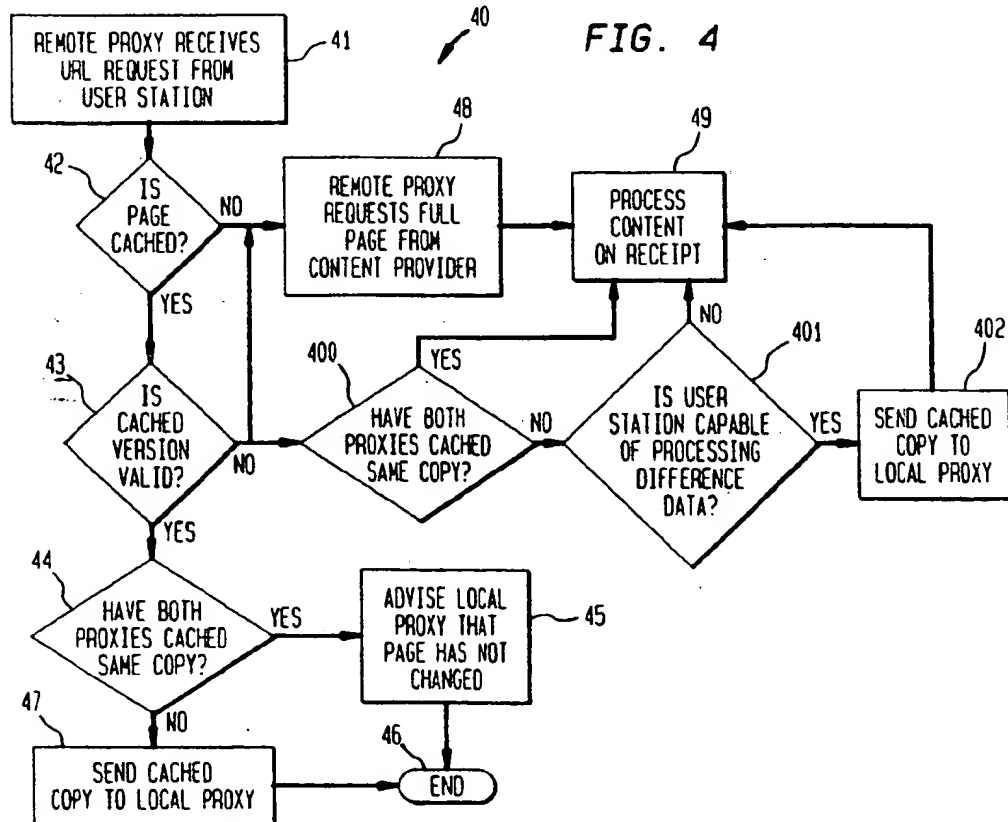 40
FIG. 4
41
REMOTE PROXY RECEIVES
URL REQUEST FROM
USER STATION
42
IS
PAGE
CACHED?
NO
YES
48
REMOTE PROXY
REQUESTS FULL
PAGE FROM
CONTENT PROVIDER
49
PROCESS
CONTENT
ON RECEIPT
43
IS
CACHED
VERSION
VALID?
NO
YES
400
HAVE BOTH
PROXIES CACHED
SAME COPY?
YES
NO
401
IS USER
STATION CAPABLE
OF PROCESSING
DIFFERENCE
DATA?
NO
YES
402
SEND CACHED
COPY TO
LOCAL PROXY
44
HAVE BOTH
PROXIES CACHED
SAME COPY?
YES
NO
45
ADVISE LOCAL
PROXY THAT
PAGE HAS NOT
CHANGED
47
SEND CACHED
COPY TO LOCAL PROXY
46
END